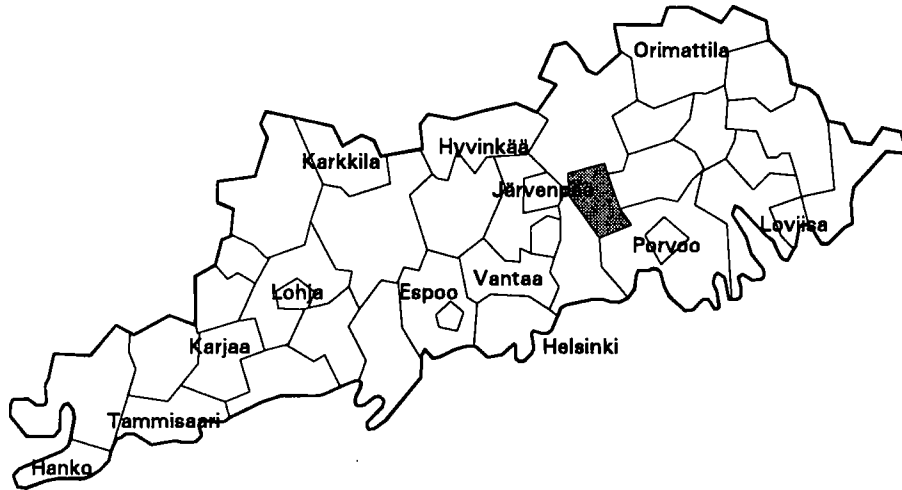 Orimattila
Karkkila
Hyvinkää
Järvenpää
Loviisa
Porvoo
Vantaa
Lohja
Espoo
Karjaa
Helsinki
Tammisaari
Hanko